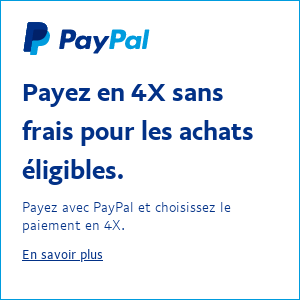 PayPal
Payez en 4X sans
frais pour les achats
éligibles.
Payez avec PayPal et choisissez le
paiement en 4X.
En savoir plus